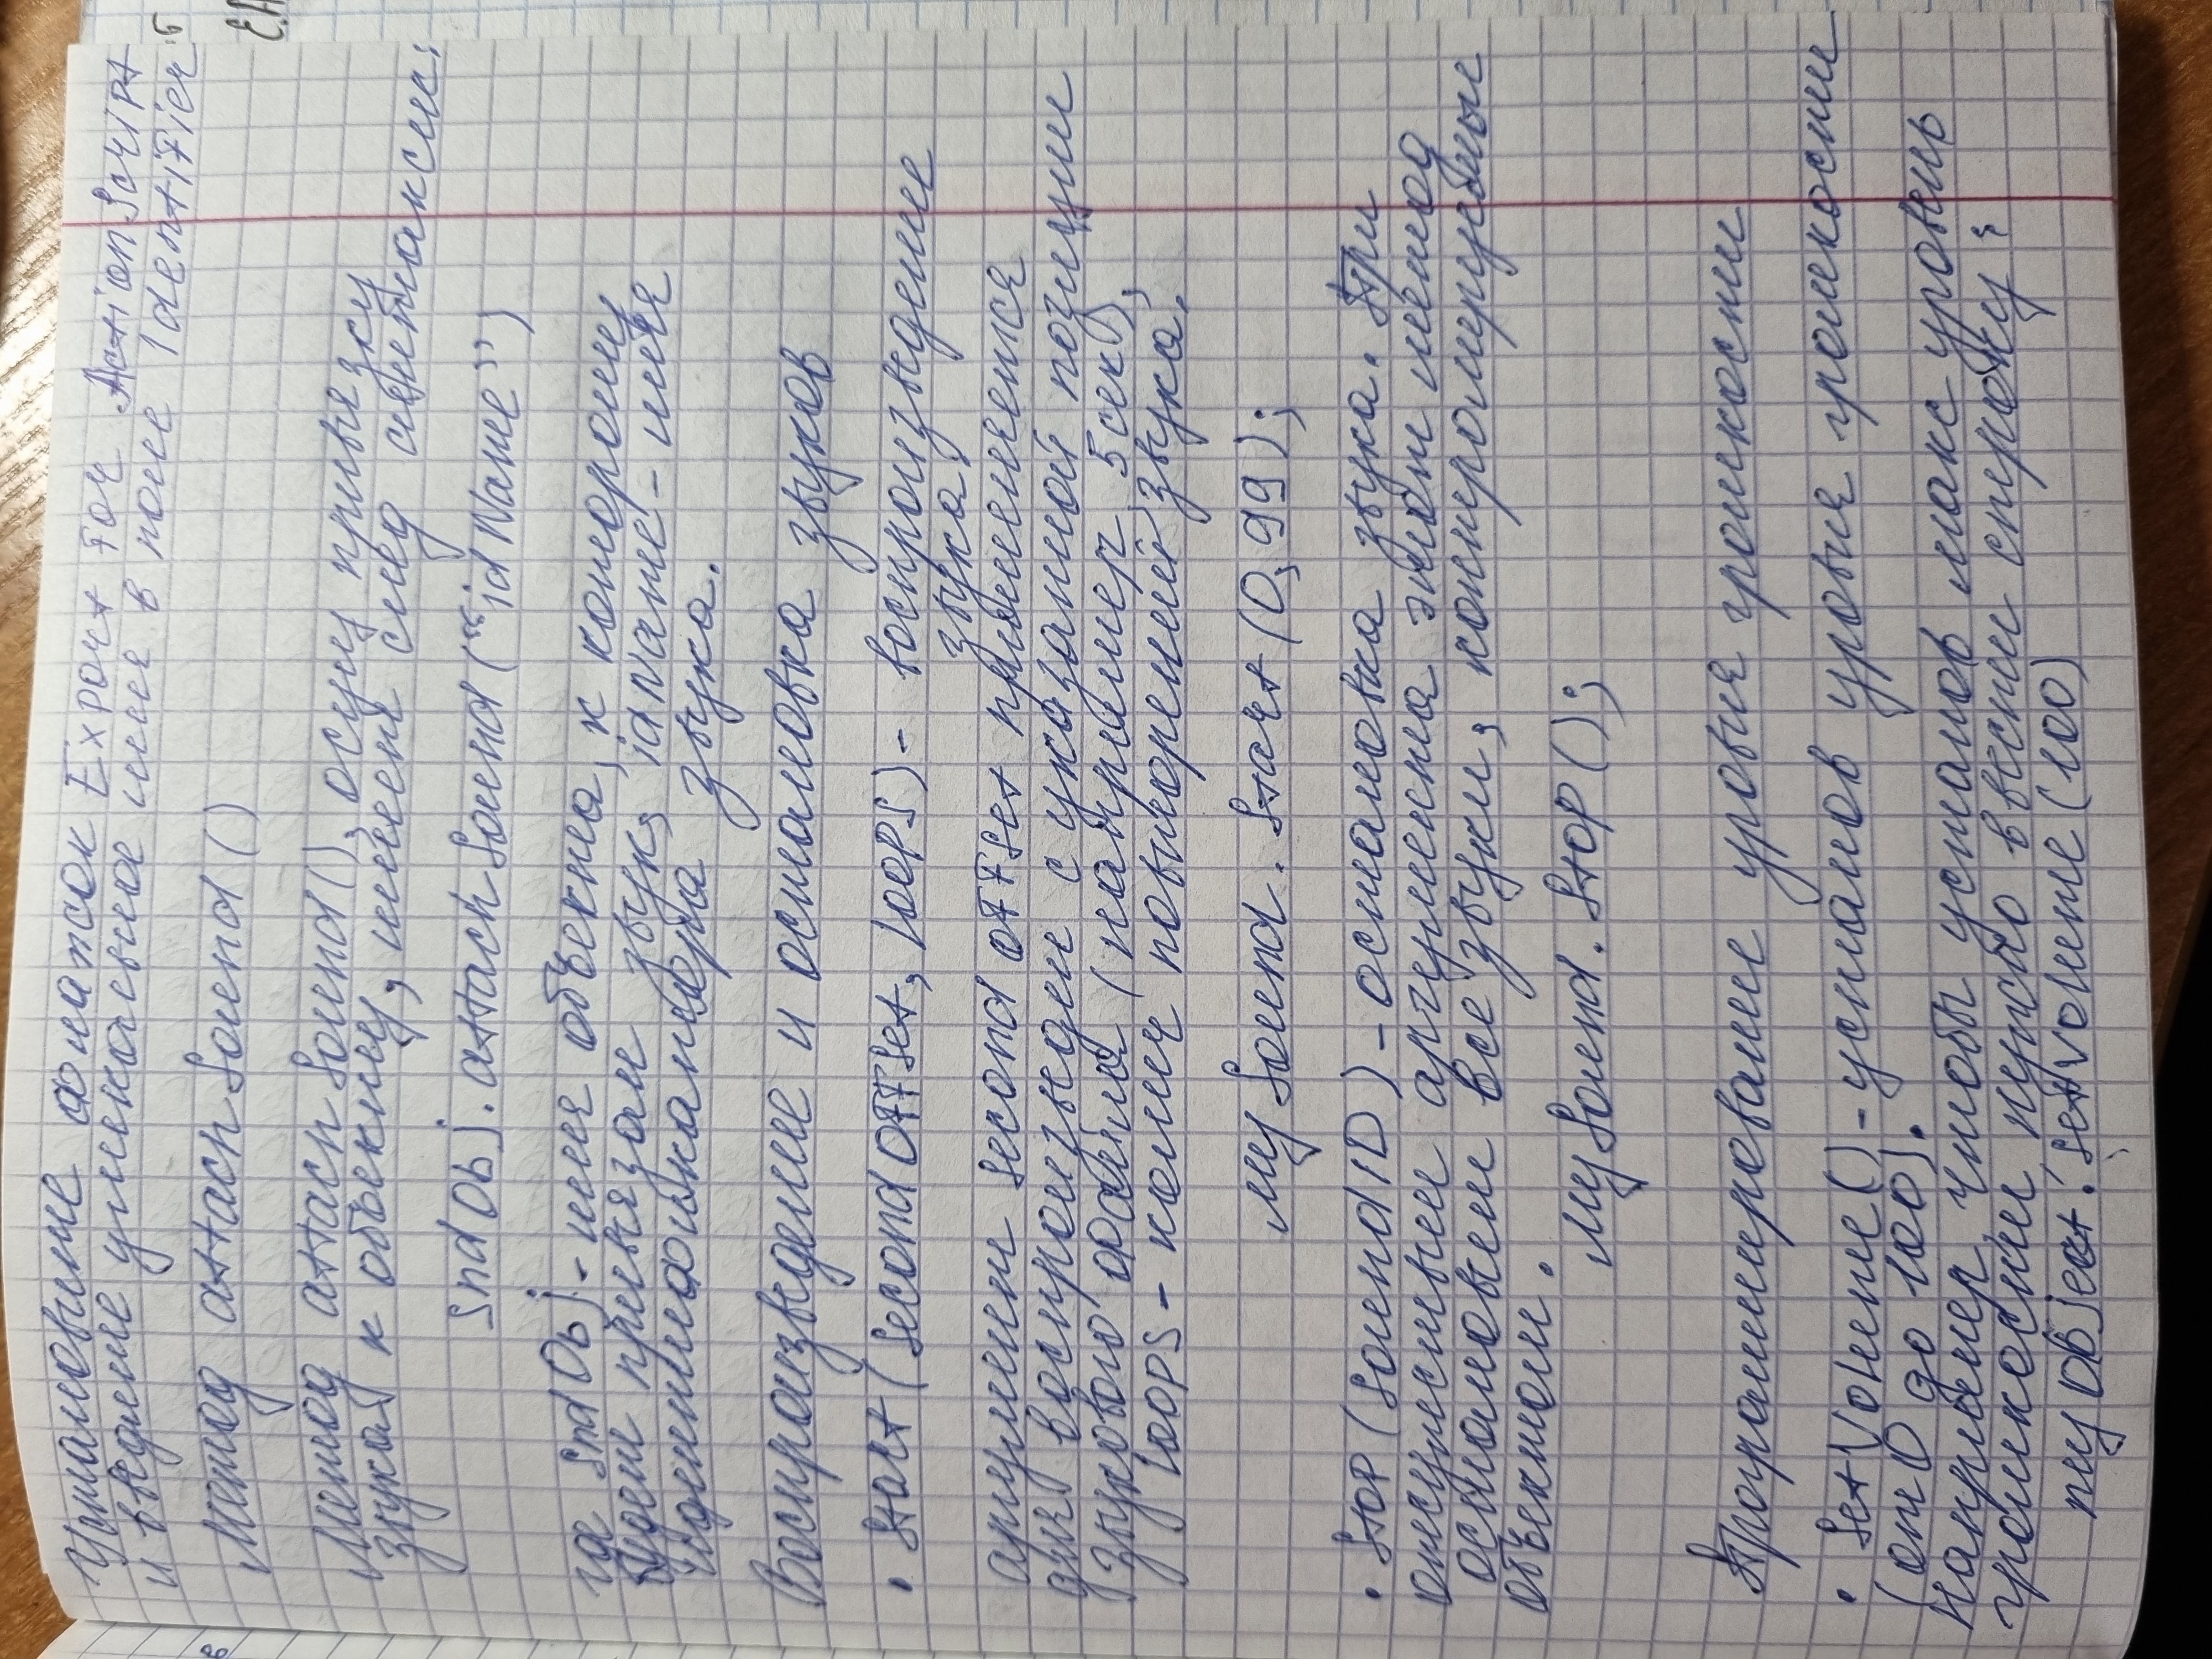 Установите флажок Export For ActionScript
и введите уникальное имя в поле Identifier
Метод attachSound()
Метод attachSound(), осущ привязку
звука к объекту, имеет след синтаксис:
SndObj.attachSound("idName")
где SndObj - имя объекта, к которому
будет привязан звук, idName - имя
идентификатора звука.
Воспроизведение и остановка звуков
• Start (secondOFFSet, loops) - воспроизведение
звука.
аргумент second oFFset применяется
для воспроизведен с указанной позиции
звукового файла (например, 5 сек),
loops - колич повторений звука.
MySound.Start(0,99);
• Stop (soundID) - остановка звука. При
отсутствии аргумента этот метод
остановит все звуки, контролируемые
объектом.
MySound.Stop();
Программирование уровня громкости
• SetVolume() - установ уровня громкости
(от 0 до 100).
Например, чтобы установ макс уровень
громкости, нужно ввести строку:
myObject.SetVolume(100)